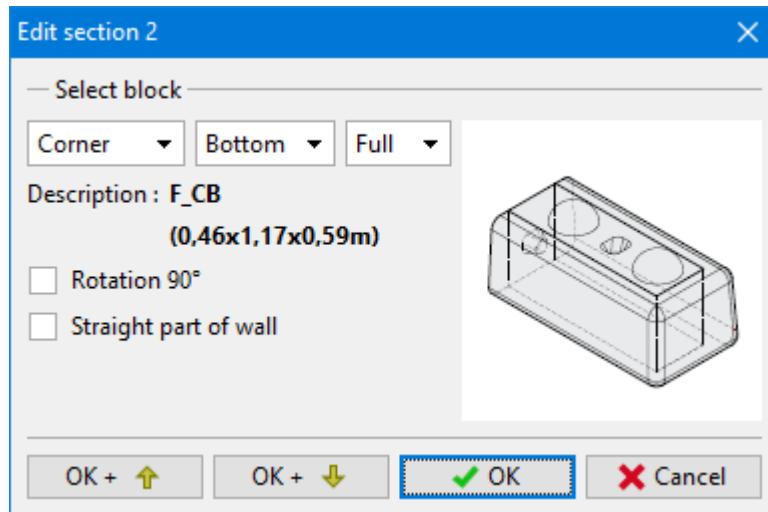 Edit section 2
Select block
Corner Bottom Full
Description : F_CB
(0,46x1,17x0,59m)
Rotation 90°
Straight part of wall
OK + OK + OK Cancel